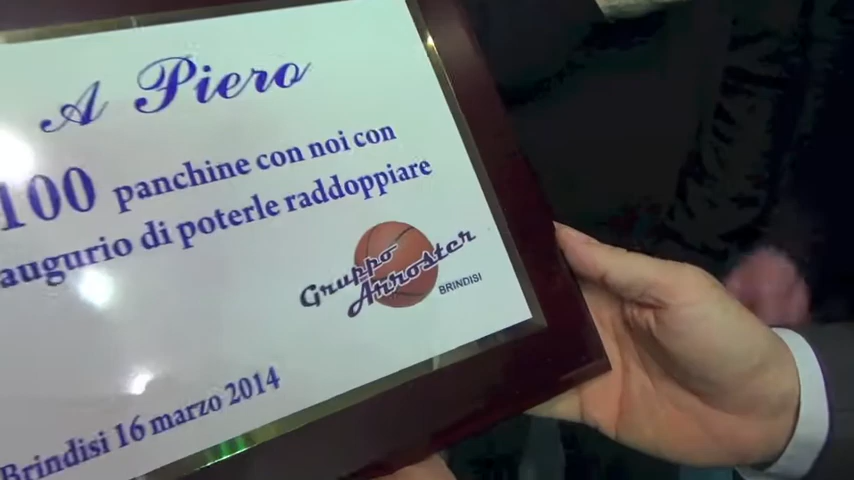 A Piero
100 panchine con noi con
augurio di poterle raddoppiare
Gruppo
Arroster
BRINDISI
Brindisi 16 marzo 2014